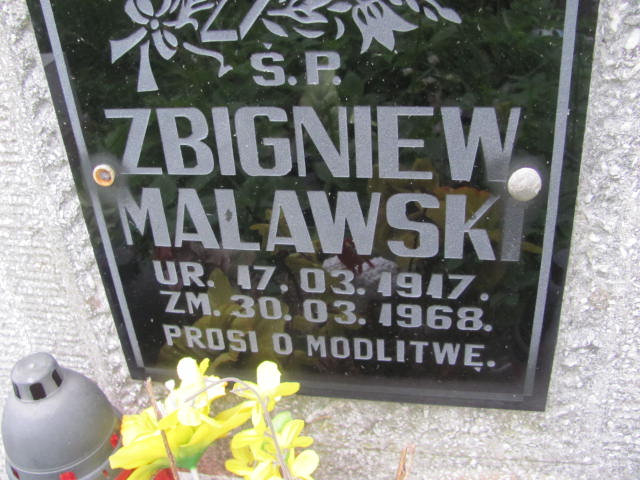 Ś.P.
ZBIGNIEW
MALAWSKI
UR. 17.03.1917.
ZM. 30.03.1968.
PROSI O MODLITWĘ.